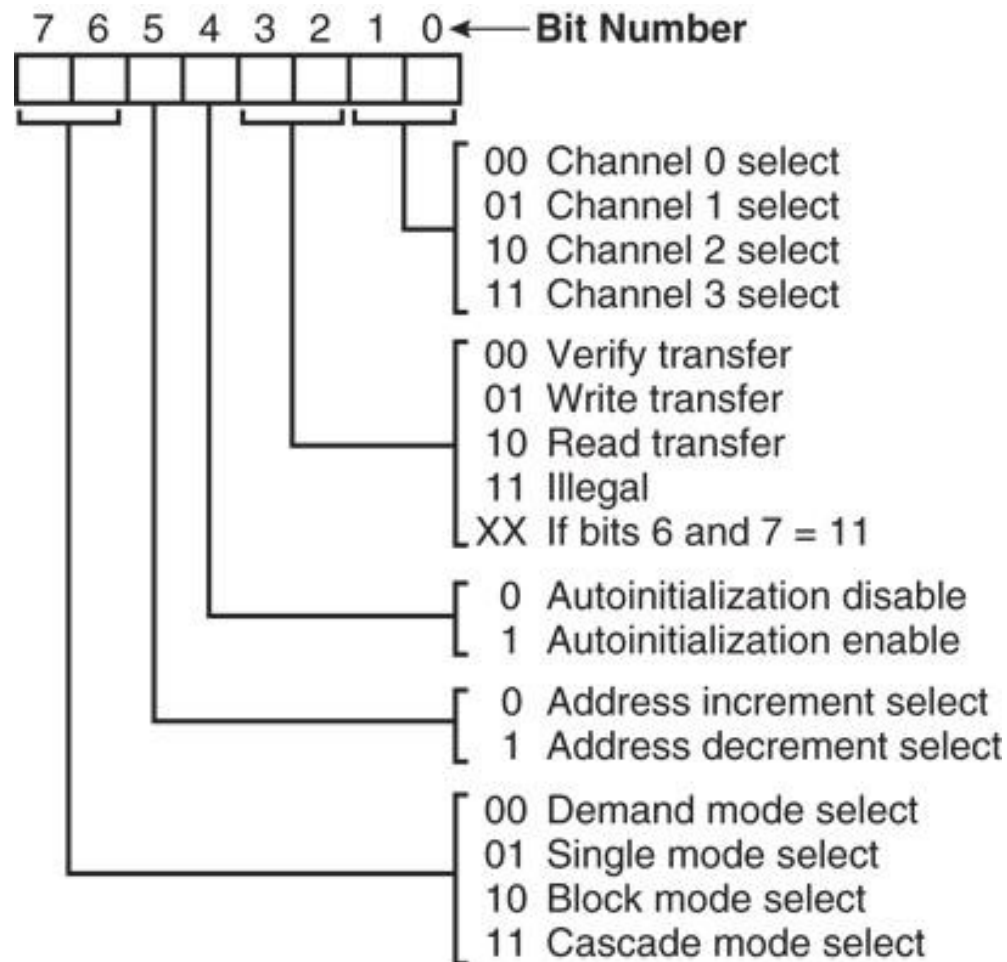 7 6 5 4 3 2 1 0 Bit Number
00 Channel 0 select
01 Channel 1 select
10 Channel 2 select
11 Channel 3 select
00 Verify transfer
01 Write transfer
10 Read transfer
11 Illegal
XX If bits 6 and 7 = 11
0 Autoinitialization disable
1 Autoinitialization enable
0 Address increment select
1 Address decrement select
00 Demand mode select
01 Single mode select
10 Block mode select
11 Cascade mode select